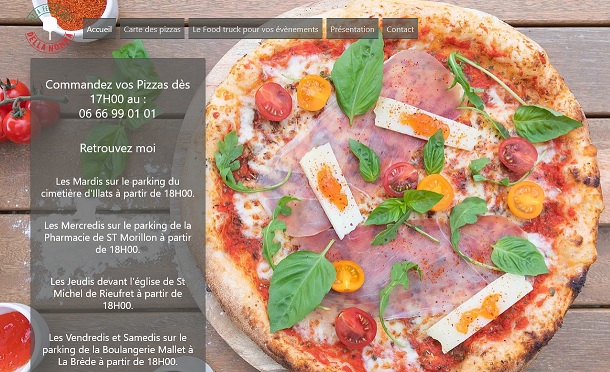 DELLA NONNA
Accueil
Carte des pizzas
Le Food truck pour vos évènements
Présentation
Contact
Commandez vos Pizzas dès
17H00 au :
06 66 99 01 01
Retrouvez moi
Les Mardis sur le parking du
cimetière d'Illats à partir de 18H00.
Les Mercredis sur le parking de la
Pharmacie de ST Morillon à partir
de 18H00.
Les Jeudis devant l'église de St
Michel de Rieufret à partir de
18H00.
Les Vendredis et Samedis sur le
parking de la Boulangerie Mallet à
La Brède à partir de 18H00.